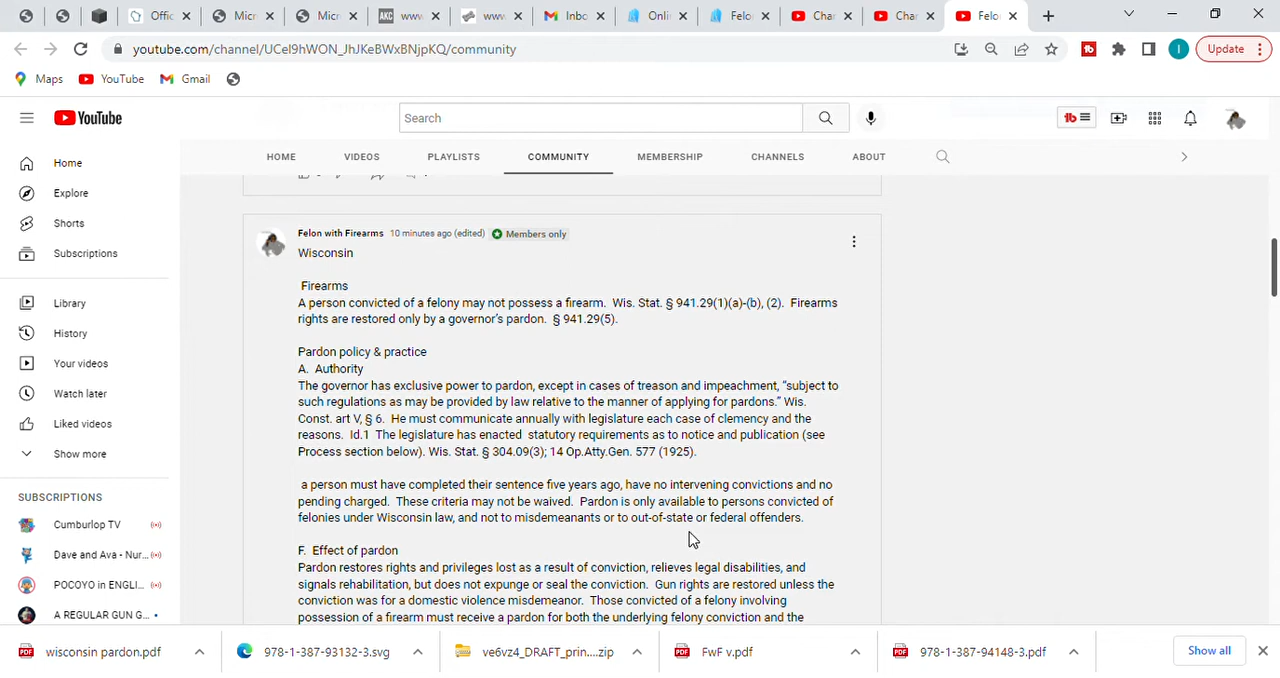 Offic
Micr
Micr
AKC www
www.
Inbo
Onli
Felo
Chan
Chan
Felo
youtube.com/channel/UCel9hWON_JhJKeBWxBNjpKQ/community
Update
Maps
YouTube
Gmail
YouTube
Search
HOME
VIDEOS
PLAYLISTS
COMMUNITY
MEMBERSHIP
CHANNELS
ABOUT
Home
Explore
Shorts
Subscriptions
Library
History
Your videos
Watch later
Liked videos
Show more
SUBSCRIPTIONS
Cumburlop TV
Dave and Ava - Nur...
POCOYO in ENGLI...
A REGULAR GUN G...
Felon with Firearms 10 minutes ago (edited) Members only
Wisconsin
Firearms
A person convicted of a felony may not possess a firearm. Wis. Stat. § 941.29(1)(a)-(b), (2). Firearms
rights are restored only by a governor's pardon. § 941.29(5).
Pardon policy & practice
A. Authority
The governor has exclusive power to pardon, except in cases of treason and impeachment, "subject to
such regulations as may be provided by law relative to the manner of applying for pardons." Wis.
Const. art V, § 6. He must communicate annually with legislature each case of clemency and the
reasons. Id.1 The legislature has enacted statutory requirements as to notice and publication (see
Process section below). Wis. Stat. § 304.09(3); 14 Op.Atty.Gen. 577 (1925).
a person must have completed their sentence five years ago, have no intervening convictions and no
pending charged. These criteria may not be waived. Pardon is only available to persons convicted of
felonies under Wisconsin law, and not to misdemeanants or to out-of-state or federal offenders.
F. Effect of pardon
Pardon restores rights and privileges lost as a result of conviction, relieves legal disabilities, and
signals rehabilitation, but does not expunge or seal the conviction. Gun rights are restored unless the
conviction was for a domestic violence misdemeanor. Those convicted of a felony involving
possession of a firearm must receive a pardon for both the underlying felony conviction and the
wisconsin pardon.pdf
978-1-387-93132-3.svg
ve6vz4_DRAFT_prin....zip
FwF v.pdf
978-1-387-94148-3.pdf
Show all